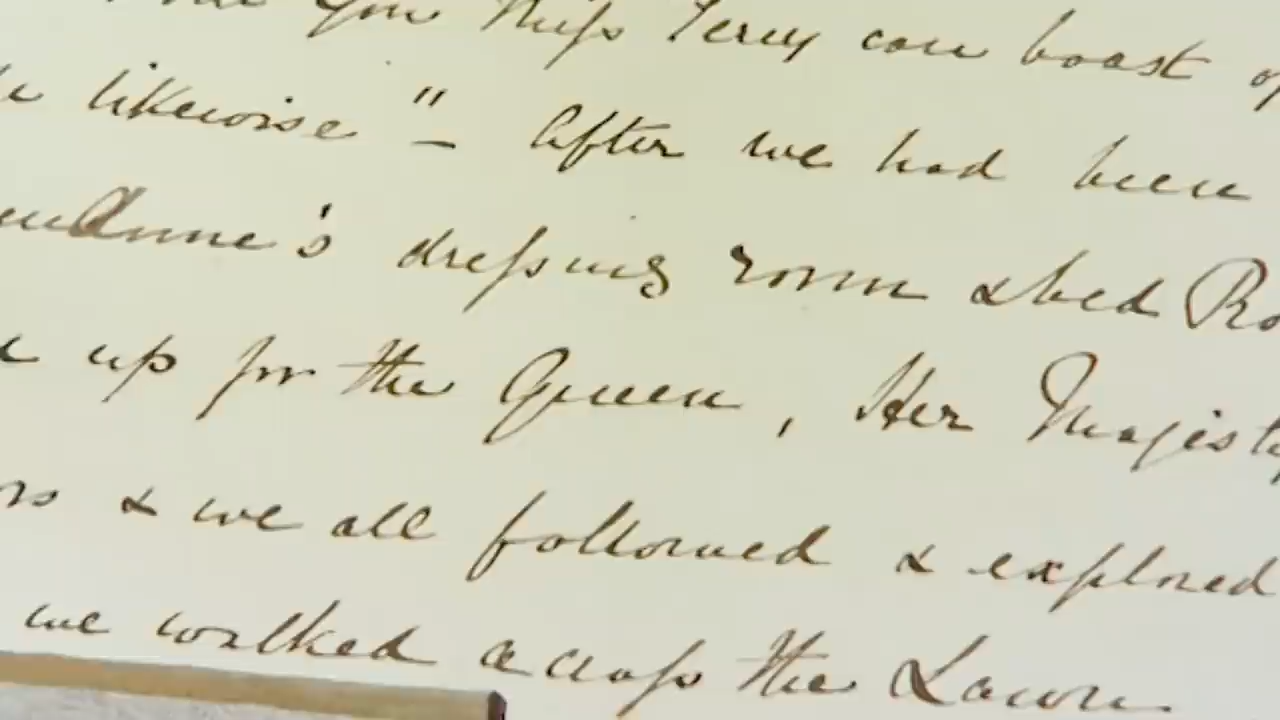 you Miss Percy can boast of
likewise" – After we had been
Anne's dressing room & bed Ro
up for the Queen, Her Majesty
& we all followed & explored
we walked across the Lawn